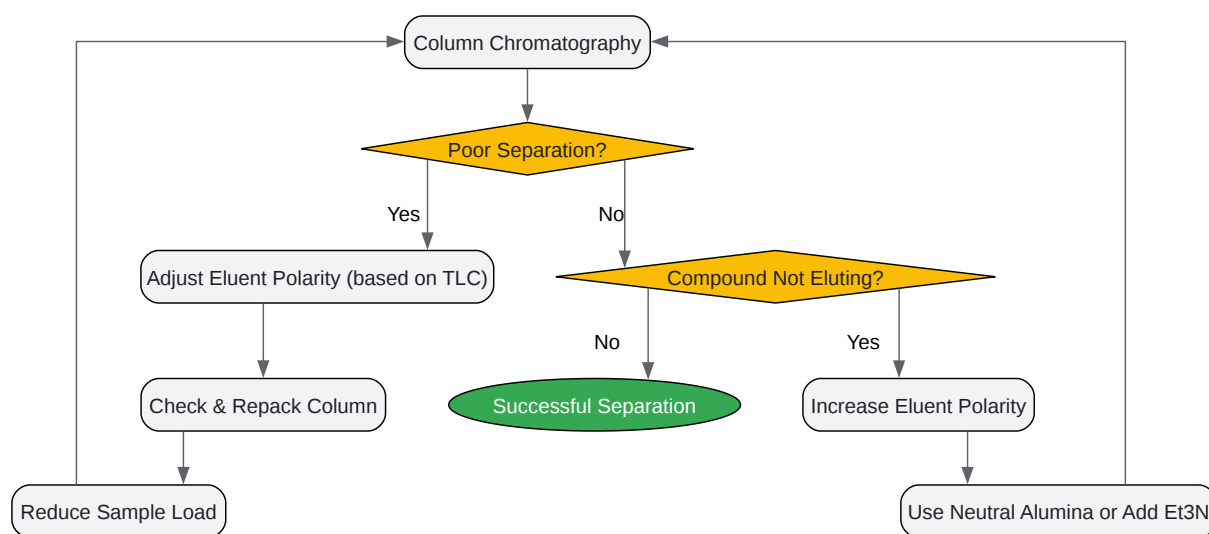 Column Chromatography
Poor Separation?
Yes
No
Adjust Eluent Polarity (based on TLC)
Compound Not Eluting?
No
Yes
Check & Repack Column
Successful Separation
Increase Eluent Polarity
Reduce Sample Load
Use Neutral Alumina or Add Et3N